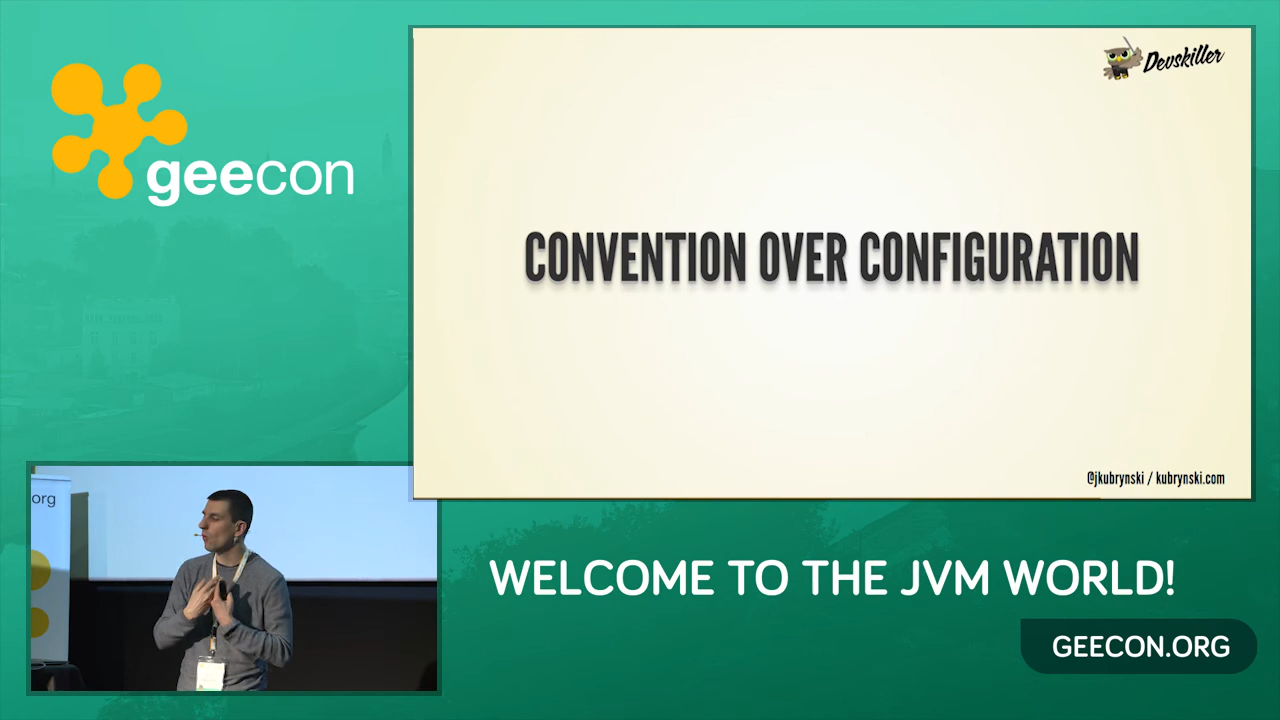 geecon
Devskiller
CONVENTION OVER CONFIGURATION
@jkubrynski / kubrynski.com
org
WELCOME TO THE JVM WORLD!
GEECON.ORG